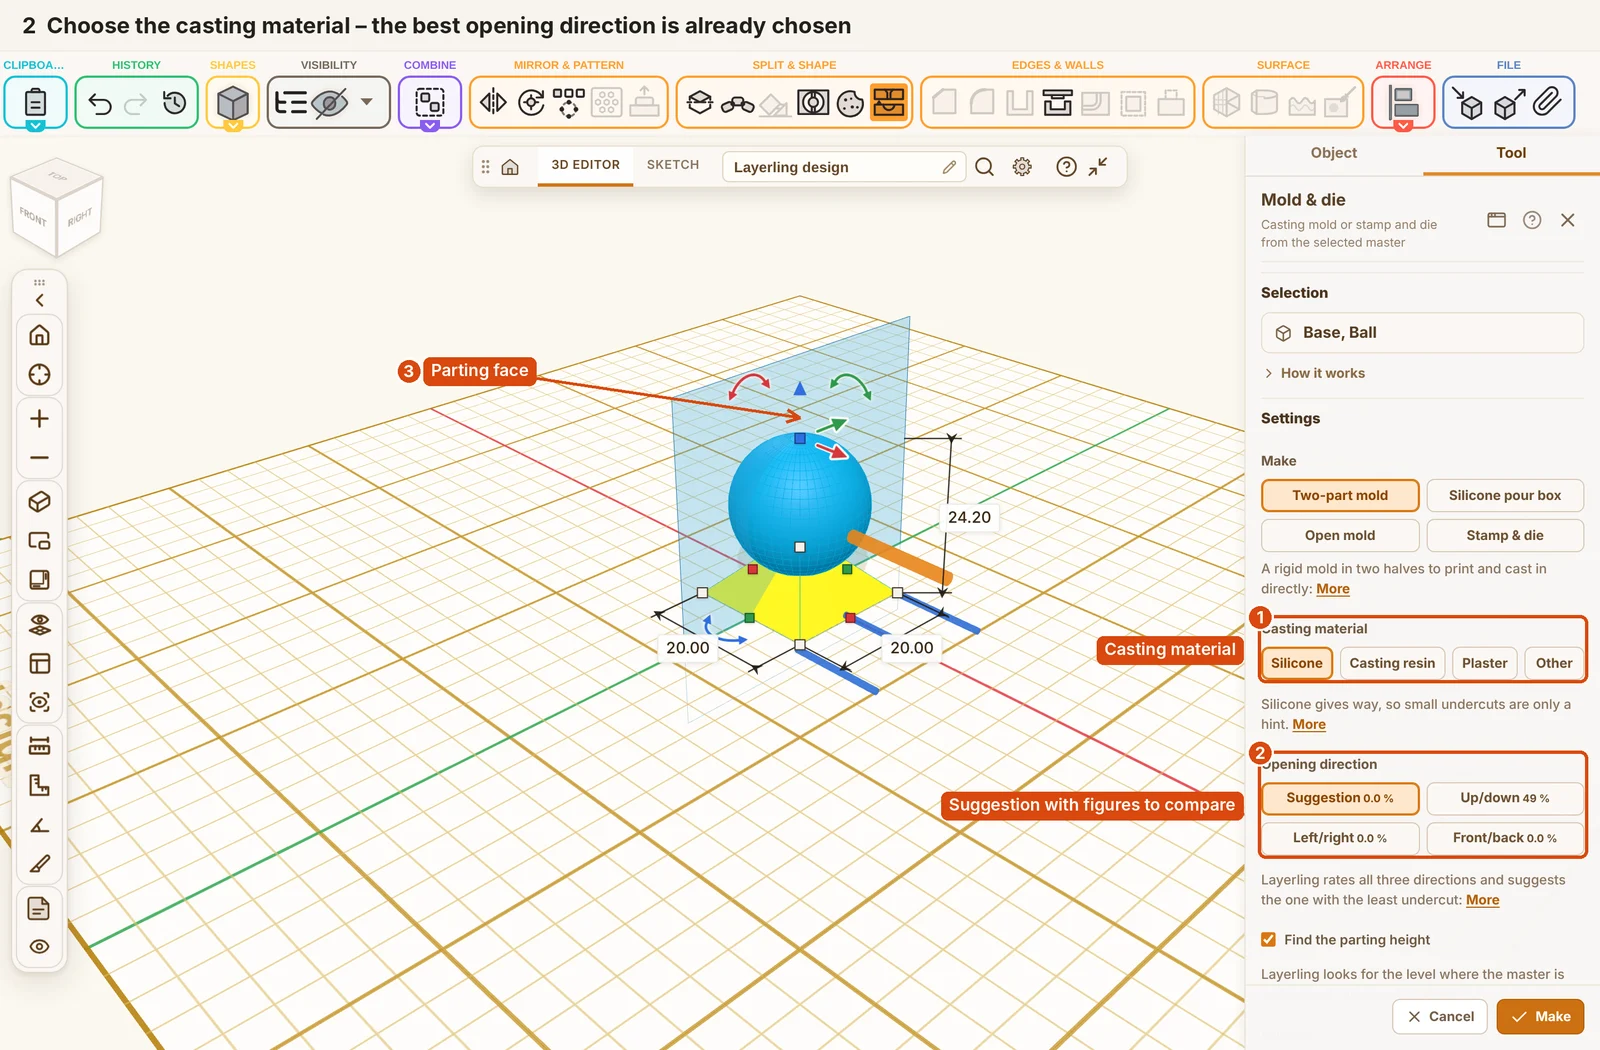 2 Choose the casting material – the best opening direction is already chosen
CLIPBOA...
HISTORY
SHAPES
VISIBILITY
COMBINE
MIRROR & PATTERN
SPLIT & SHAPE
EDGES & WALLS
SURFACE
ARRANGE
FILE
TOP
FRONT
RIGHT
3D EDITOR
SKETCH
Layerling design
Object
Tool
Mold & die
Casting mold or stamp and die
from the selected master
Selection
Base, Ball
How it works
Settings
Make
Two-part mold
Silicone pour box
Open mold
Stamp & die
A rigid mold in two halves to print and cast in
directly: More
1
Casting material
Silicone
Casting resin
Plaster
Other
Silicone gives way, so small undercuts are only a
hint. More
2
Opening direction
Suggestion 0.0 %
Up/down 49 %
Left/right 0.0 %
Front/back 0.0 %
Layerling rates all three directions and suggests
the one with the least undercut: More
Find the parting height
Layerling looks for the level where the master is
Cancel
Make
3
Parting face
24.20
20.00
20.00
Casting material
Suggestion with figures to compare